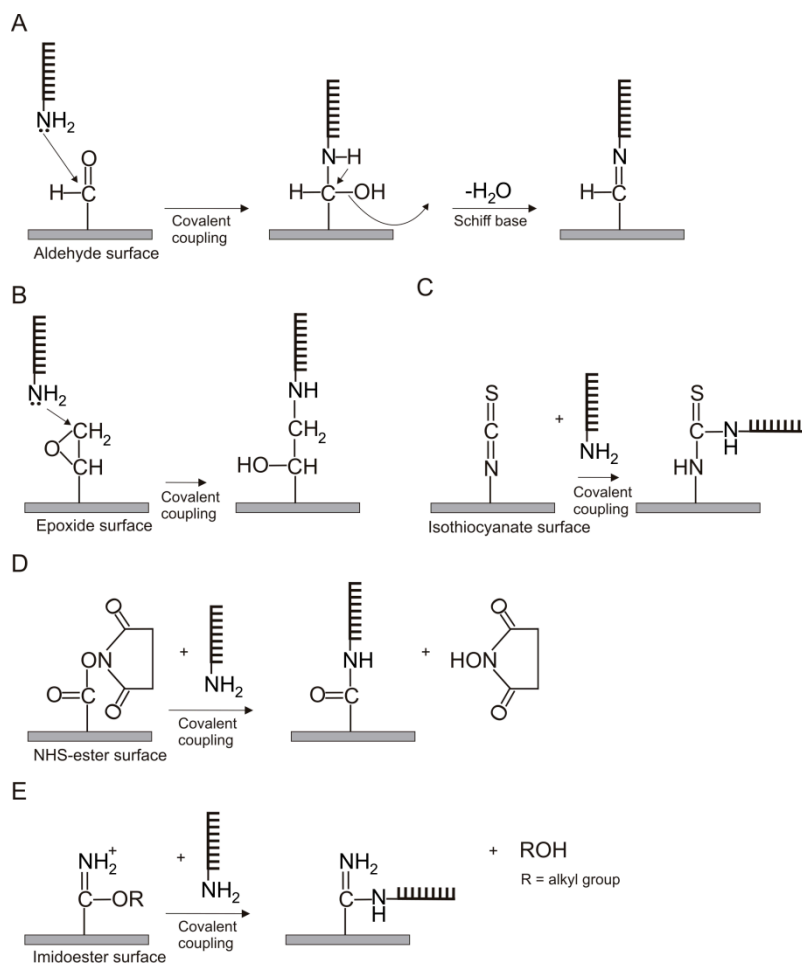 A
NH2
O
H–C
Aldehyde surface
Covalent
coupling
N–H
H–C–OH
-H2O
Schiff base
N
H–C
B
NH2
CH2
O
CH
Epoxide surface
Covalent
coupling
NH
CH2
HO–CH
C
S
C
N
Isothiocyanate surface
+
NH2
Covalent
coupling
S
C–N
H
HN
D
O
ON
O=C
O
NHS-ester surface
+
NH2
Covalent
coupling
NH
O=C
+
O
HON
O
E
NH2+
C–OR
Imidoester surface
+
NH2
Covalent
coupling
NH2
C–N
H
+
ROH
R = alkyl group